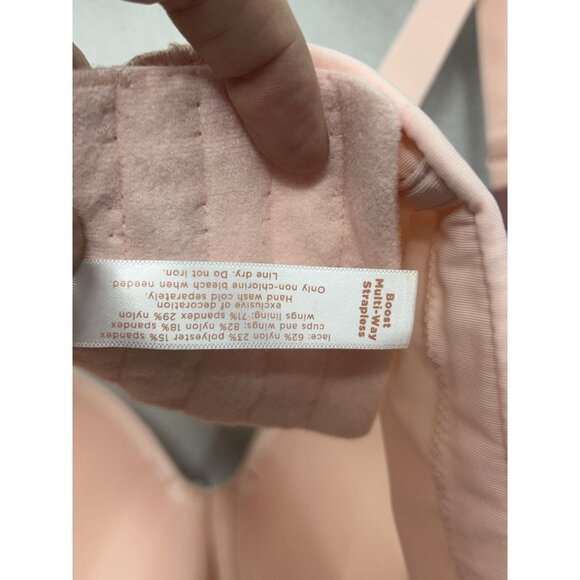 Boost
Multi-Way
Strapless
lace: 62% nylon 23% polyester 15% spandex
cups and wings: 82% nylon 18% spandex
wings lining: 71% spandex 29% nylon
exclusive of decoration
Hand wash cold separately.
Only non-chlorine bleach when needed
Line dry. Do not iron.